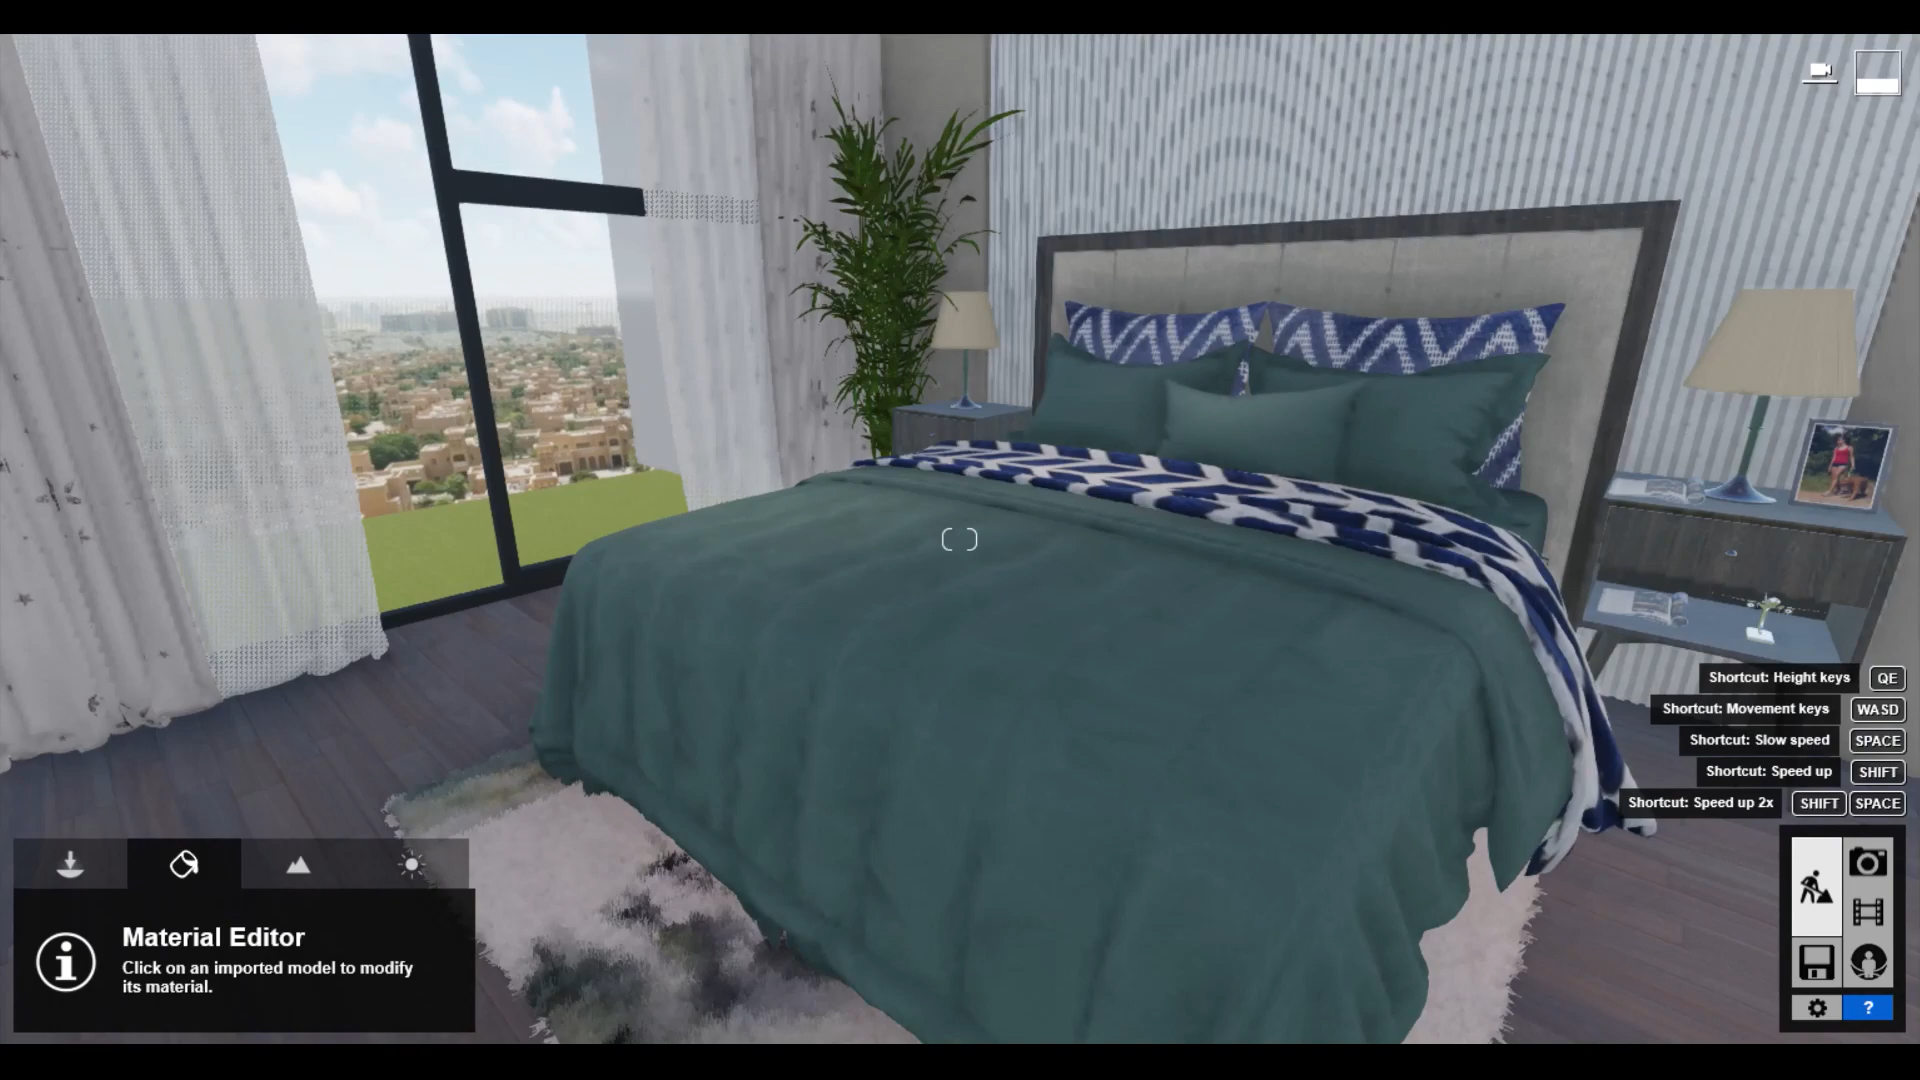 Shortcut: Height keys QE
Shortcut: Movement keys WASD
Shortcut: Slow speed SPACE
Shortcut: Speed up SHIFT
Shortcut: Speed up 2x SHIFT SPACE
Material Editor
Click on an imported model to modify
its material.
?